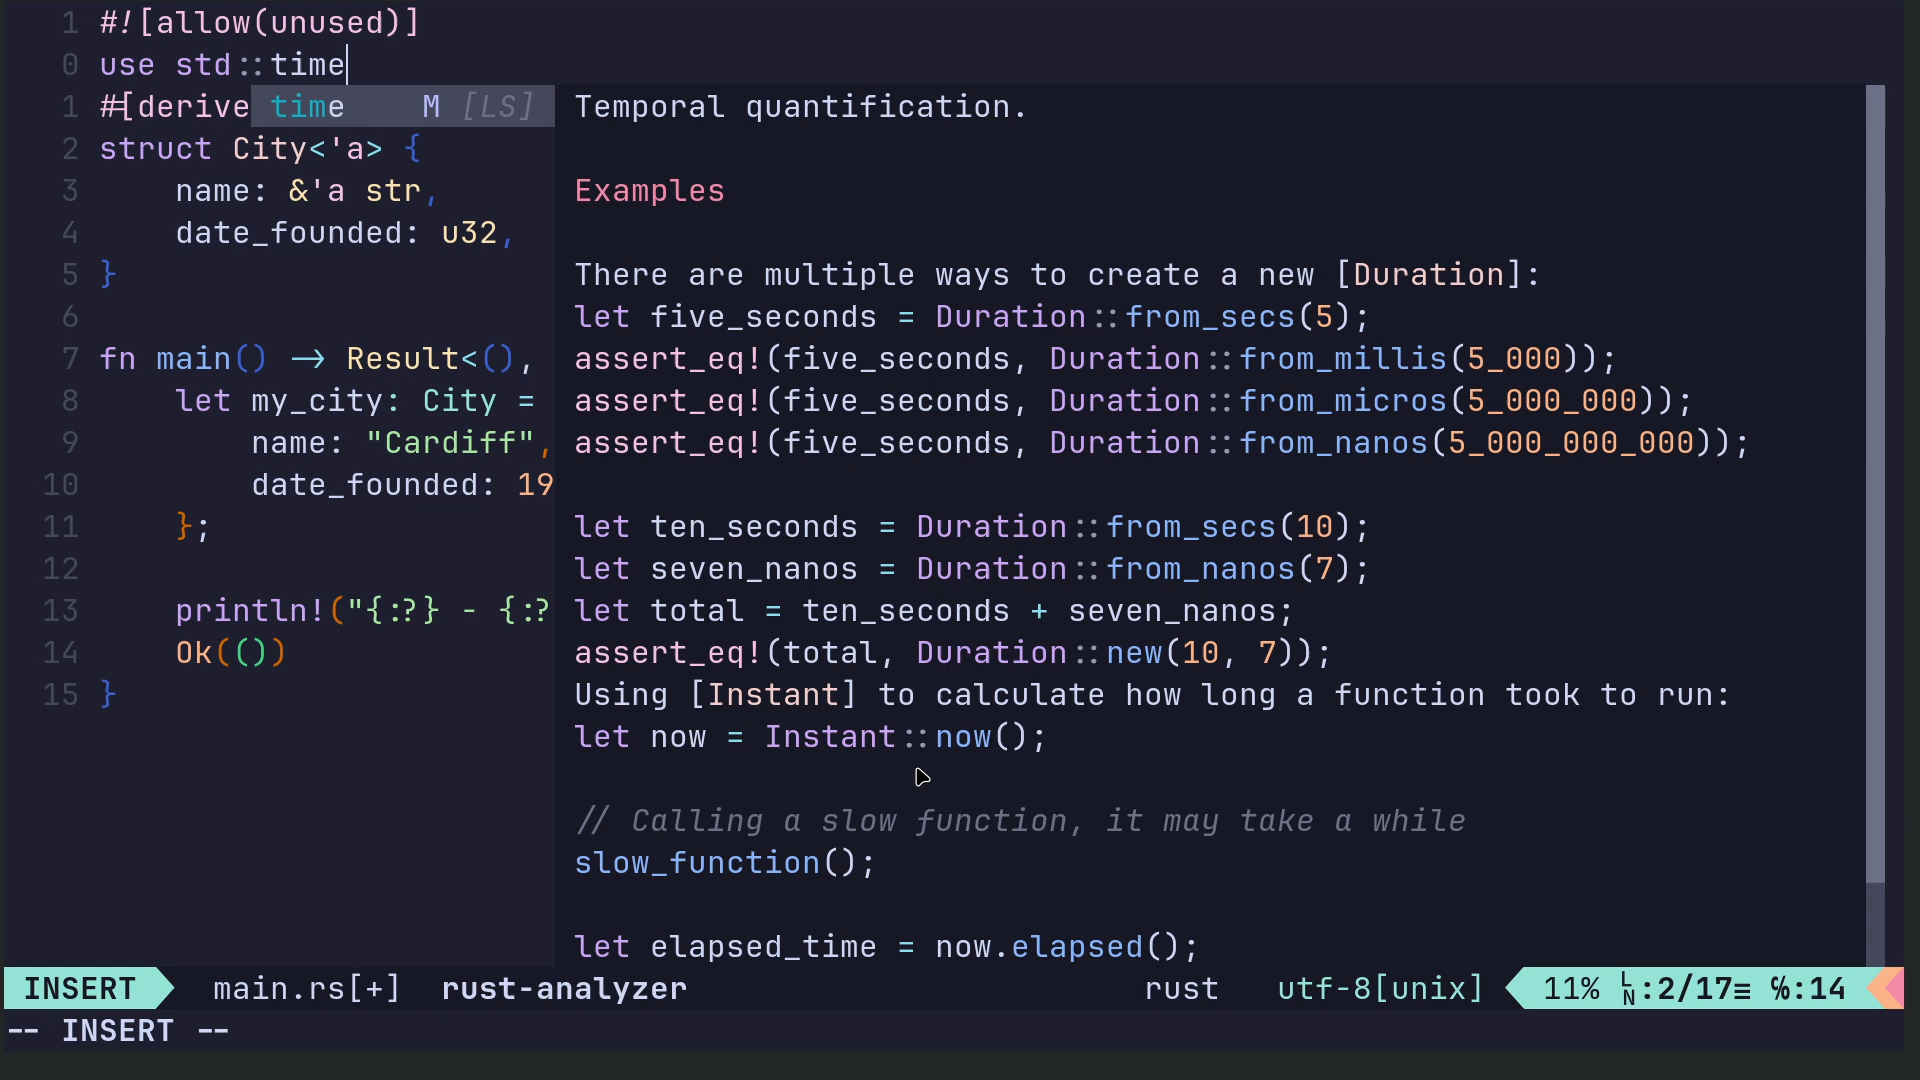 1 #![allow(unused)]
0 use std::time
1 #[derive time M [LS] Temporal quantification.
2 struct City<'a> {
3 name: &'a str, Examples
4 date_founded: u32,
5 } There are multiple ways to create a new [Duration]:
6 let five_seconds = Duration::from_secs(5);
7 fn main() -> Result<(), assert_eq!(five_seconds, Duration::from_millis(5_000));
8 let my_city: City = assert_eq!(five_seconds, Duration::from_micros(5_000_000));
9 name: "Cardiff", assert_eq!(five_seconds, Duration::from_nanos(5_000_000_000));
10 date_founded: 19
11 }; let ten_seconds = Duration::from_secs(10);
12 let seven_nanos = Duration::from_nanos(7);
13 println!("{:?} - {:? let total = ten_seconds + seven_nanos;
14 Ok(()) assert_eq!(total, Duration::new(10, 7));
15 } Using [Instant] to calculate how long a function took to run:
let now = Instant::now();
// Calling a slow function, it may take a while
slow_function();
let elapsed_time = now.elapsed();
INSERT main.rs[+] rust-analyzer rust utf-8[unix] 11% LN:2/17≡ ℅:14
-- INSERT --